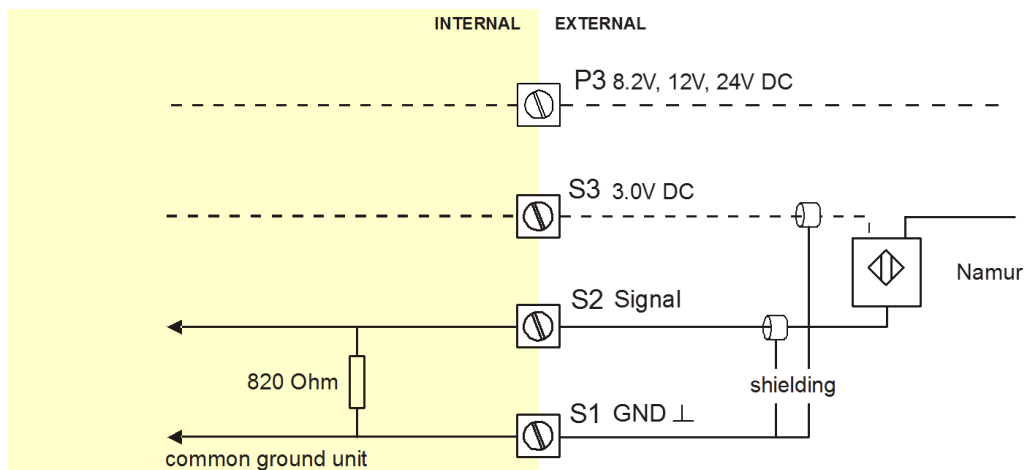 INTERNAL EXTERNAL
P3 8.2V, 12V, 24V DC
S3 3.0V DC
Namur
S2 Signal
820 Ohm
shielding
S1 GND ⊥
common ground unit